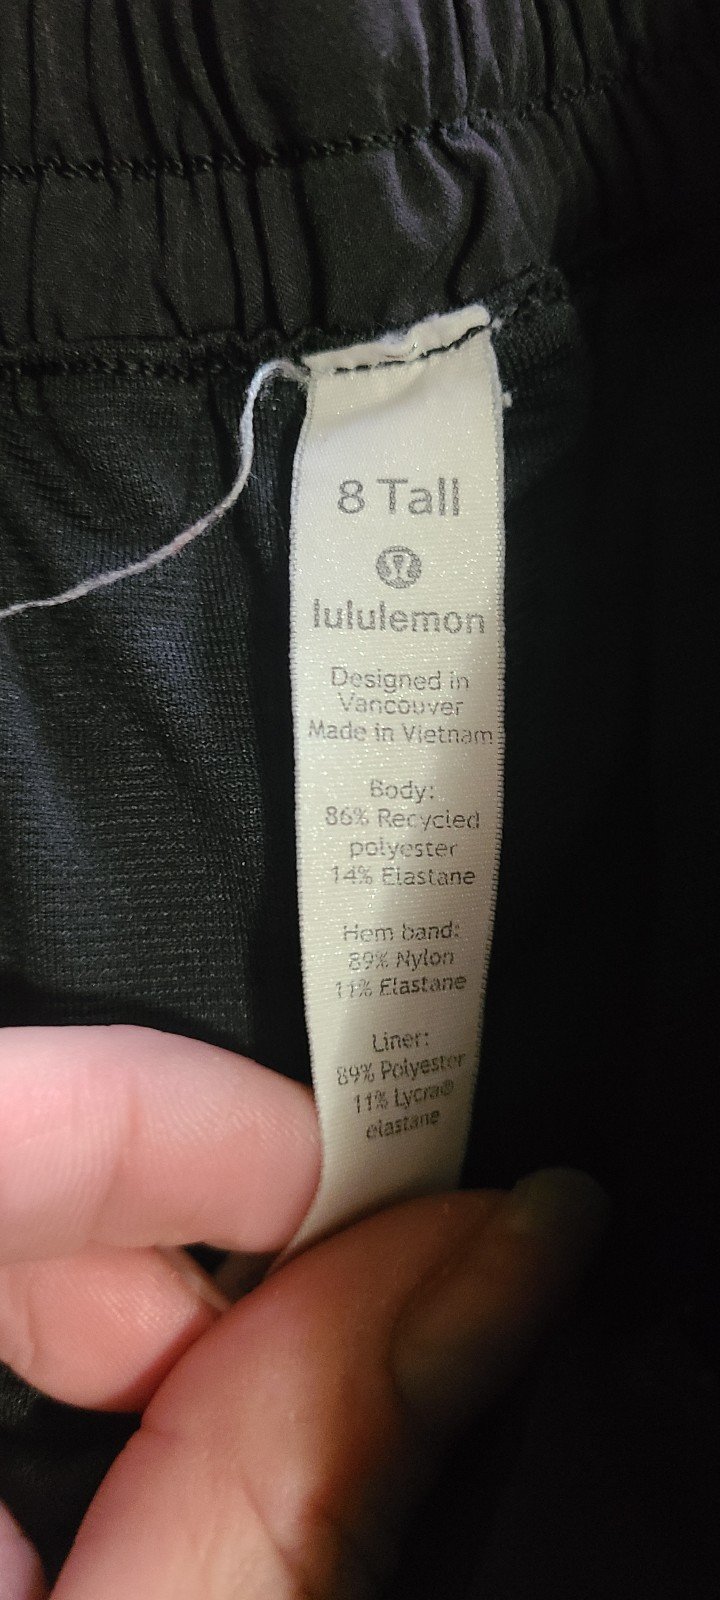 8 Tall
lululemon
Designed in
Vancouver
Made in Vietnam
Body:
86% Recycled
polyester
14% Elastane
Hem band:
89% Nylon
11% Elastane
Liner:
89% Polyester
11% Lycra®
elastane